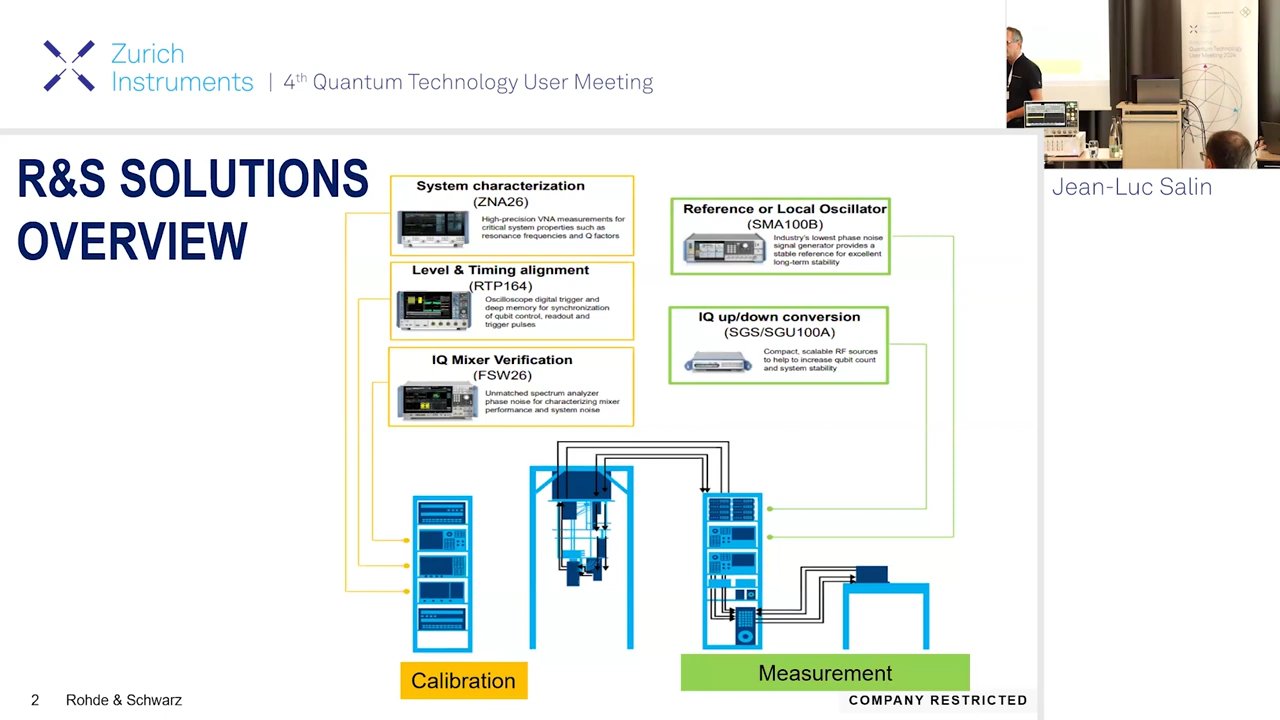 Zurich
Instruments | 4th Quantum Technology User Meeting
Quantum Technology
User Meeting 2024
Jean-Luc Salin
R&S SOLUTIONS
OVERVIEW
System characterization
(ZNA26)
High-precision VNA measurements for
critical system properties such as
resonance frequencies and Q factors
Level & Timing alignment
(RTP164)
Oscilloscope digital trigger and
deep memory for synchronization
of qubit control, readout and
trigger pulses
IQ Mixer Verification
(FSW26)
Unmatched spectrum analyzer
phase noise for characterizing mixer
performance and system noise
Reference or Local Oscillator
(SMA100B)
Industry's lowest phase noise
signal generator provides a
stable reference for excellent
long-term stability
IQ up/down conversion
(SGS/SGU100A)
Compact, scalable RF sources
to help to increase qubit count
and system stability
Calibration
Measurement
2 Rohde & Schwarz
COMPANY RESTRICTED